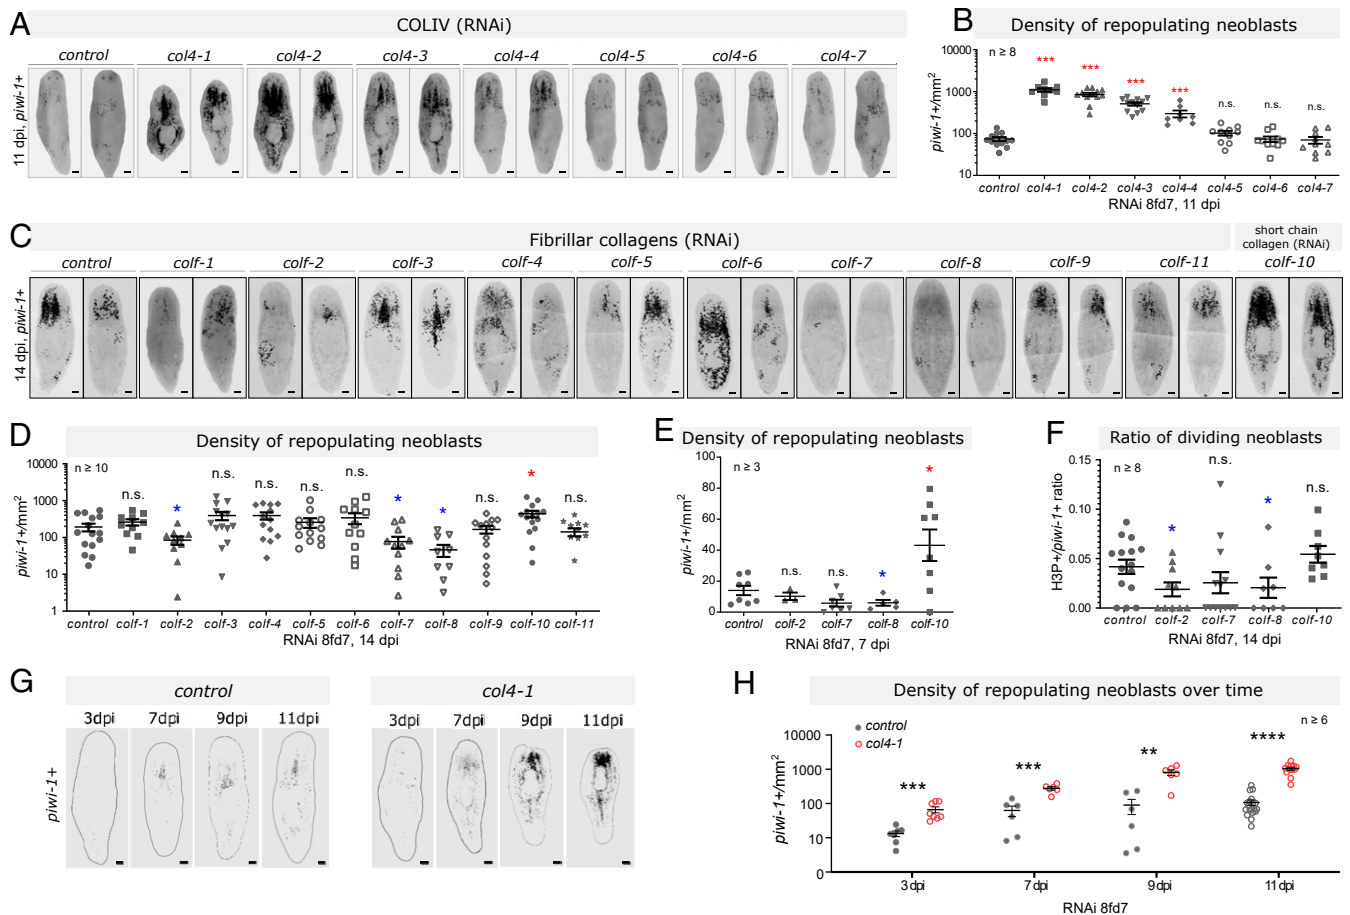 A
COLIV (RNAi)
control col4-1 col4-2 col4-3 col4-4 col4-5 col4-6 col4-7
11 dpi, piwi-1+
B
Density of repopulating neoblasts
n ≥ 8
piwi-1+/mm2
10000
1000
100
10
*** *** *** *** n.s. n.s. n.s.
control col4-1 col4-2 col4-3 col4-4 col4-5 col4-6 col4-7
RNAi 8fd7, 11 dpi
C
Fibrillar collagens (RNAi)
short chain
collagen (RNAi)
control colf-1 colf-2 colf-3 colf-4 colf-5 colf-6 colf-7 colf-8 colf-9 colf-11 colf-10
14 dpi, piwi-1+
D
Density of repopulating neoblasts
n ≥ 10
piwi-1+/mm2
10000
1000
100
10
1
n.s. * n.s. n.s. n.s. n.s. * * n.s. * n.s.
control colf-1 colf-2 colf-3 colf-4 colf-5 colf-6 colf-7 colf-8 colf-9 colf-10 colf-11
RNAi 8fd7, 14 dpi
E
Density of repopulating neoblasts
n ≥ 3
piwi-1+/mm2
100
80
60
40
20
0
n.s. n.s. * *
control colf-2 colf-7 colf-8 colf-10
RNAi 8fd7, 7 dpi
F
Ratio of dividing neoblasts
n ≥ 8
H3P+/piwi-1+ ratio
0.15
0.10
0.05
0.00
* n.s. * n.s.
control colf-2 colf-7 colf-8 colf-10
RNAi 8fd7, 14 dpi
G
control
col4-1
3dpi 7dpi 9dpi 11dpi
3dpi 7dpi 9dpi 11dpi
piwi-1+
H
Density of repopulating neoblasts over time
control
col4-1
n ≥ 6
piwi-1+/mm2
10000
1000
100
10
0
*** *** ** ****
3dpi 7dpi 9dpi 11dpi
RNAi 8fd7